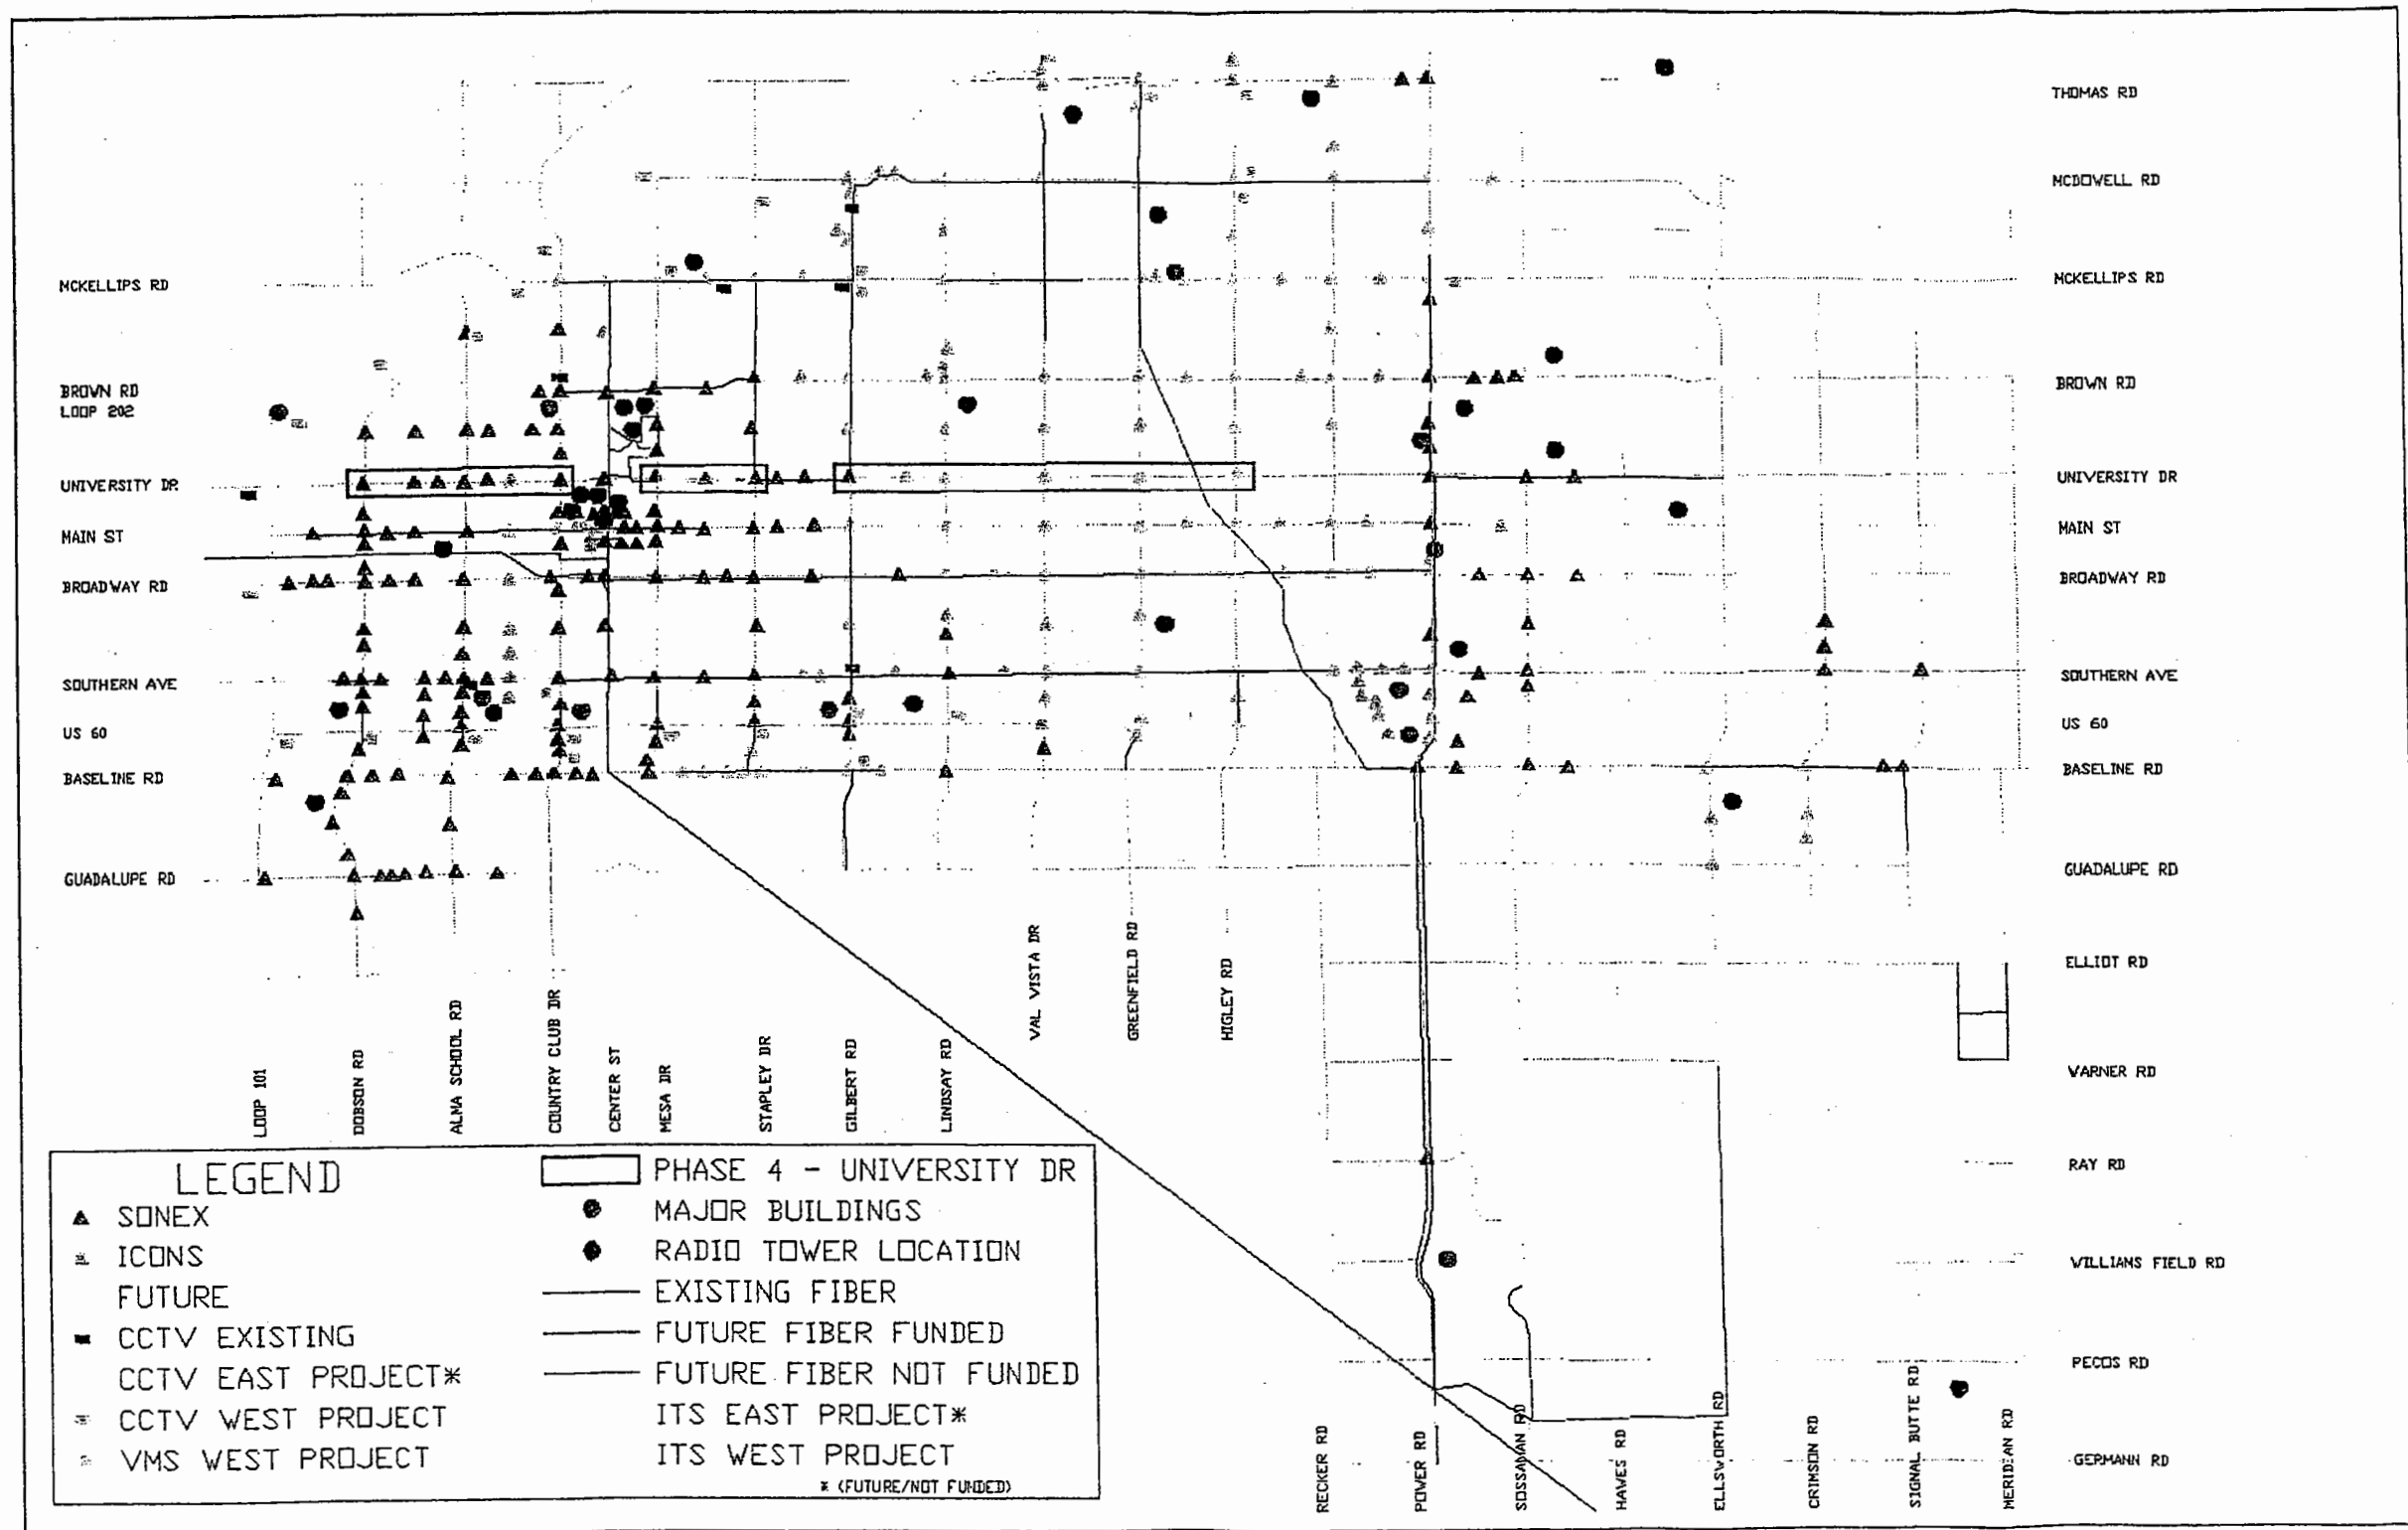 THOMAS RD
MCDOWELL RD
MCKELLIPS RD
MCKELLIPS RD
BROWN RD
LOOP 202
BROWN RD
UNIVERSITY DR
UNIVERSITY DR
MAIN ST
MAIN ST
BROADWAY RD
BROADWAY RD
SOUTHERN AVE
SOUTHERN AVE
US 60
US 60
BASELINE RD
BASELINE RD
GUADALUPE RD
GUADALUPE RD
ELLIOT RD
WARNER RD
RAY RD
WILLIAMS FIELD RD
PECOS RD
GERMANN RD
LOOP 101
DOBSON RD
ALMA SCHOOL RD
COUNTRY CLUB DR
CENTER ST
MESA DR
STAPLEY DR
GILBERT RD
LINDSAY RD
VAL VISTA DR
GREENFIELD RD
HIGLEY RD
RECKER RD
POWER RD
SOSSAMAN RD
HAWES RD
ELLSWORTH RD
CRIMSON RD
SIGNAL BUTTE RD
MERIDIAN RD
LEGEND
SONEX
ICONS
FUTURE
CCTV EXISTING
CCTV EAST PROJECT*
CCTV WEST PROJECT
VMS WEST PROJECT
PHASE 4 - UNIVERSITY DR
MAJOR BUILDINGS
RADIO TOWER LOCATION
EXISTING FIBER
FUTURE FIBER FUNDED
FUTURE FIBER NOT FUNDED
ITS EAST PROJECT*
ITS WEST PROJECT
* (FUTURE/NOT FUNDED)